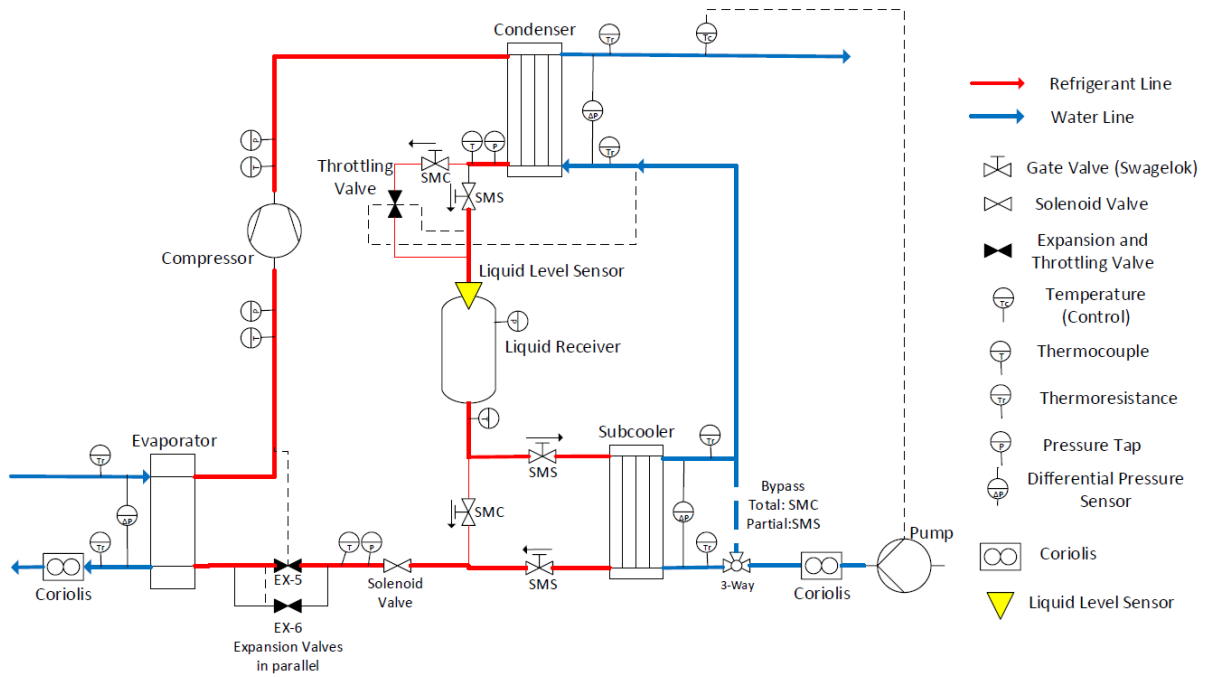 Condenser
Tr
Tc
Refrigerant Line
Water Line
ΔP
P
T
T
P
Tr
Throttling
Valve
SMC
SMS
Gate Valve (Swagelok)
Solenoid Valve
Expansion and
Throttling Valve
Compressor
Liquid Level Sensor
P
T
P
Liquid Receiver
Tc
Temperature
(Control)
T
Thermocouple
Tr
Thermoresistance
T
P
Pressure Tap
ΔP
Differential Pressure
Sensor
Evaporator
Tr
Subcooler
Tr
SMS
ΔP
SMC
ΔP
Bypass
Total: SMC
Partial:SMS
Pump
Tr
Coriolis
EX-5
T
P
Solenoid
Valve
SMS
Tr
3-Way
Coriolis
Coriolis
EX-6
Expansion Valves
in parallel
Liquid Level Sensor